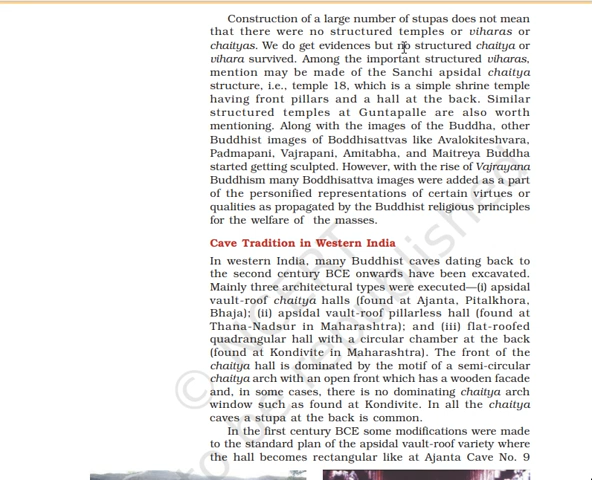 Construction of a large number of stupas does not mean
that there were no structured temples or viharas or
chaityas. We do get evidences but no structured chaitya or
vihara survived. Among the important structured viharas,
mention may be made of the Sanchi apsidal chaitya
structure, i.e., temple 18, which is a simple shrine temple
having front pillars and a hall at the back. Similar
structured temples at Guntapalle are also worth
mentioning. Along with the images of the Buddha, other
Buddhist images of Boddhisattvas like Avalokiteshvara,
Padmapani, Vajrapani, Amitabha, and Maitreya Buddha
started getting sculpted. However, with the rise of Vajrayana
Buddhism many Boddhisattva images were added as a part
of the personified representations of certain virtues or
qualities as propagated by the Buddhist religious principles
for the welfare of the masses.
Cave Tradition in Western India
In western India, many Buddhist caves dating back to
the second century BCE onwards have been excavated.
Mainly three architectural types were executed—(i) apsidal
vault-roof chaitya halls (found at Ajanta, Pitalkhora,
Bhaja); (ii) apsidal vault-roof pillarless hall (found at
Thana-Nadsur in Maharashtra); and (iii) flat-roofed
quadrangular hall with a circular chamber at the back
(found at Kondivite in Maharashtra). The front of the
chaitya hall is dominated by the motif of a semi-circular
chaitya arch with an open front which has a wooden facade
and, in some cases, there is no dominating chaitya arch
window such as found at Kondivite. In all the chaitya
caves a stupa at the back is common.
In the first century BCE some modifications were made
to the standard plan of the apsidal vault-roof variety where
the hall becomes rectangular like at Ajanta Cave No. 9
© NCERT
to be republished